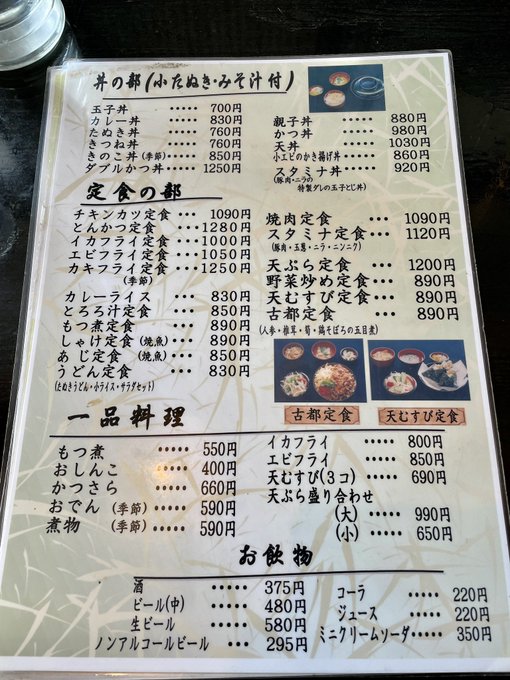 丼の部(小たぬき・みそ汁付)
玉子丼 ····· 700円
カレー丼 ····· 830円
たぬき丼 ····· 760円
きつね丼 ····· 760円
きのこ丼(季節) ····· 850円
ダブルかつ丼 ····· 1250円
親子丼 ····· 880円
かつ丼 ····· 980円
天丼 ····· 1030円
小エビのかき揚げ丼 ···· 860円
スタミナ丼 ····· 920円
(豚肉・ニラの
特製ダレの玉子とじ丼)
定食の部
チキンカツ定食 ···· 1090円
とんかつ定食 ···· 1280円
イカフライ定食 ···· 1000円
エビフライ定食 ···· 1050円
カキフライ定食 ···· 1250円
(季節)
カレーライス ··· 830円
とろろ汁定食 ··· 850円
もつ煮定食 ··· 890円
しゃけ定食(焼魚) ··· 890円
あじ定食(焼魚) ··· 850円
うどん定食 ··· 830円
(たぬきうどん・小ライス・サラダセット)
焼肉定食 ··· 1090円
スタミナ定食 ··· 1120円
(豚肉・玉葱・ニラ・ニンニク)
天ぷら定食 ··· 1200円
野菜炒め定食 ··· 890円
天むすび定食 ··· 890円
古都定食 ··· 890円
(人参・椎茸・筍・鶏そぼろの五目煮)
古都定食
天むすび定食
一品料理
もつ煮 ····· 550円
おしんこ ···· 400円
かつさら ···· 660円
おでん(季節) ···· 590円
煮物(季節) ···· 590円
イカフライ ···· 800円
エビフライ ···· 850円
天むすび(3コ) ···· 690円
天ぷら盛り合わせ
(大) ···· 990円
(小) ···· 650円
お飲物
酒 ····· 375円
ビール(中) ····· 480円
生ビール ····· 580円
ノンアルコールビール ··· 295円
コーラ ····· 220円
ジュース ····· 220円
ミニクリームソーダ ····· 350円